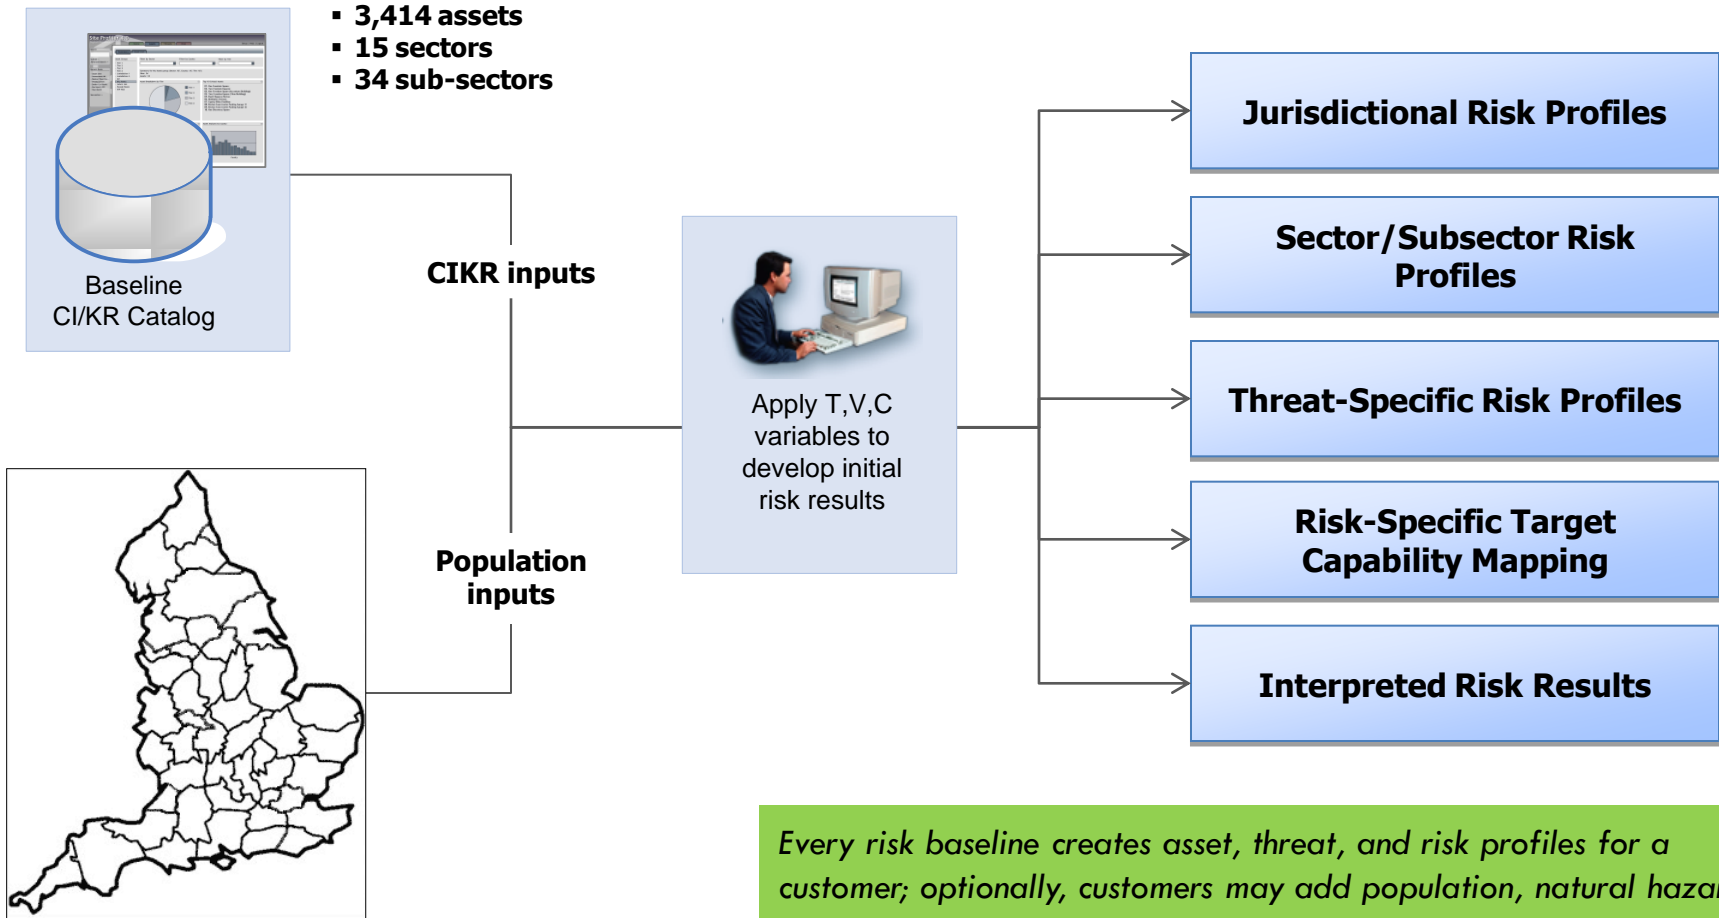 ▪ 3,414 assets
▪ 15 sectors
▪ 34 sub-sectors
Baseline
CI/KR Catalog
CIKR inputs
Population
inputs
Apply T,V,C
variables to
develop initial
risk results
Jurisdictional Risk Profiles
Sector/Subsector Risk
Profiles
Threat-Specific Risk Profiles
Risk-Specific Target
Capability Mapping
Interpreted Risk Results
Every risk baseline creates asset, threat, and risk profiles for a
customer; optionally, customers may add population, natural